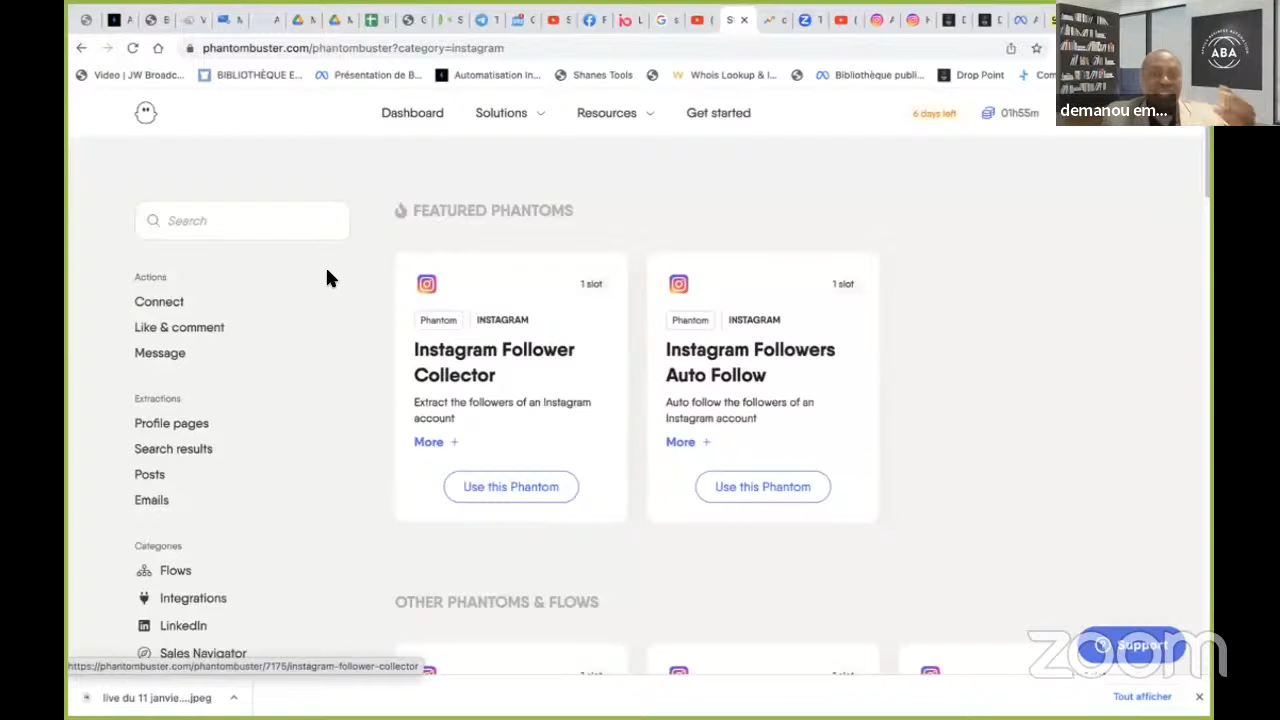 phantombuster.com/phantombuster?category=instagram
Video | JW Broadc...
BIBLIOTHÈQUE E...
Présentation de B...
Automatisation In...
Shanes Tools
Whois Lookup & I...
Bibliothèque publi...
Drop Point
ABA
demanou em...
Dashboard
Solutions
Resources
Get started
6 days left
01h55m
Search
FEATURED PHANTOMS
Actions
Connect
Like & comment
Message
Extractions
Profile pages
Search results
Posts
Emails
Categories
Flows
Integrations
LinkedIn
Sales Navigator
1 slot
Phantom
INSTAGRAM
Instagram Follower
Collector
Extract the followers of an Instagram
account
More +
Use this Phantom
1 slot
Phantom
INSTAGRAM
Instagram Followers
Auto Follow
Auto follow the followers of an
Instagram account
More +
Use this Phantom
OTHER PHANTOMS & FLOWS
Support
zoom
https://phantombuster.com/phantombuster/7175/instagram-follower-collector
live du 11 janvie....jpeg
Tout afficher